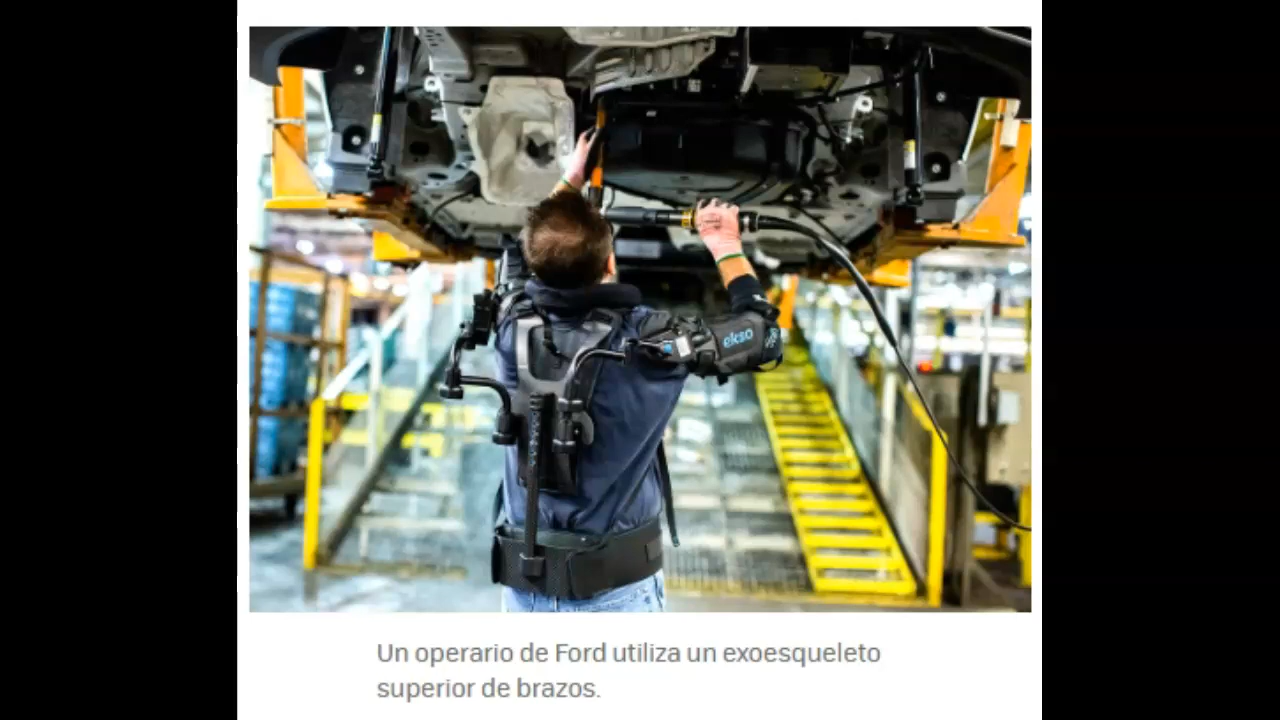 ekso
Un operario de Ford utiliza un exoesqueleto
superior de brazos.